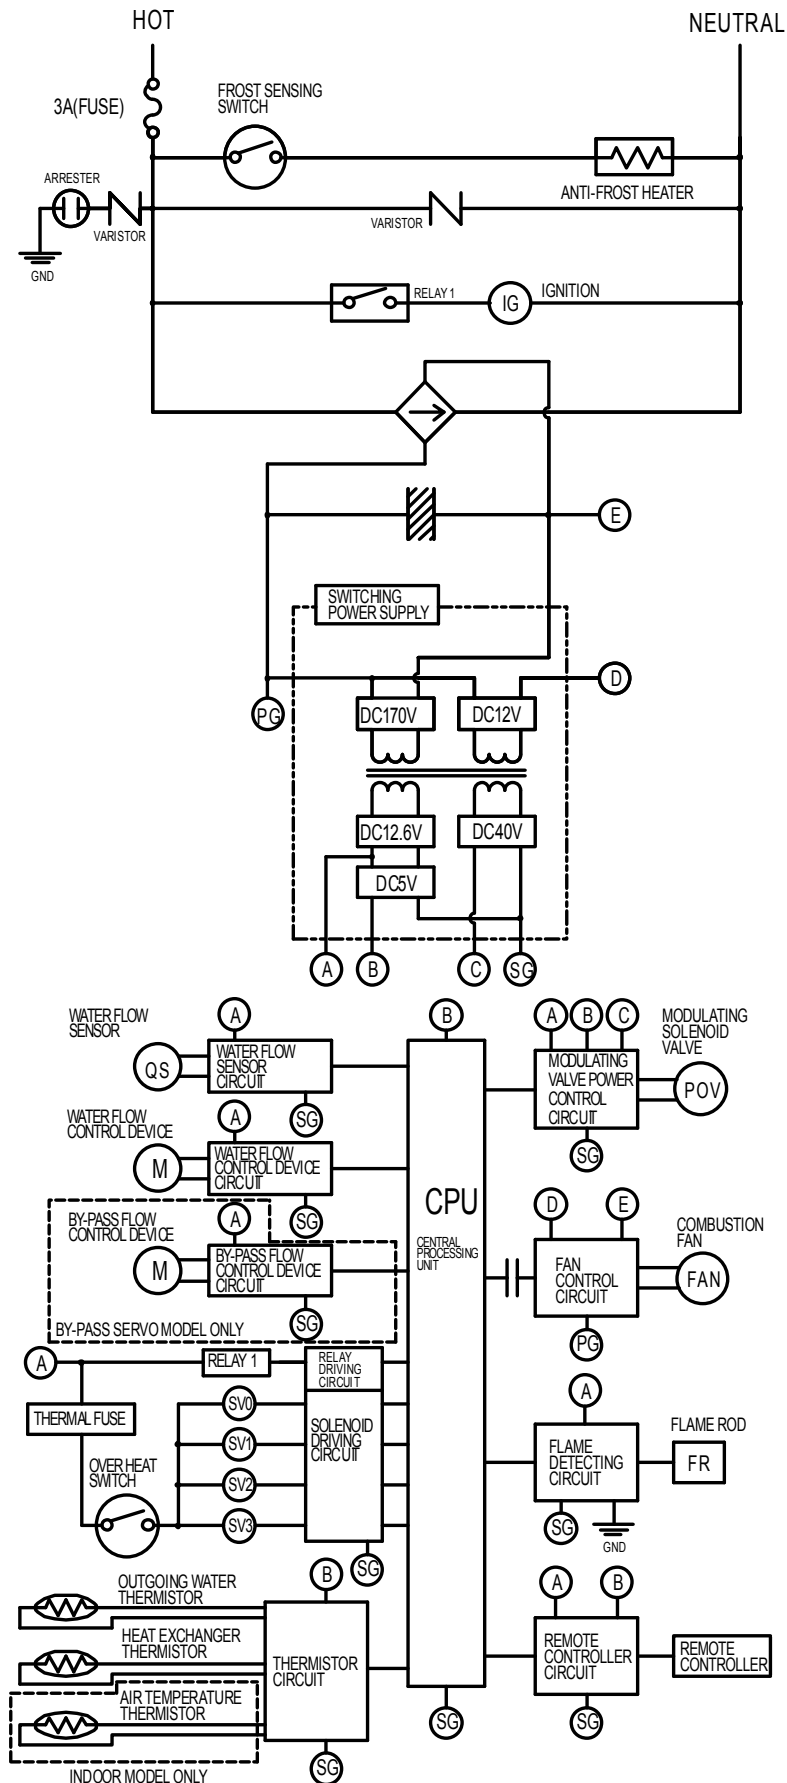 HOT
NEUTRAL
3A(FUSE)
FROST SENSING
SWITCH
ANTI-FROST HEATER
ARRESTER
VARISTOR
VARISTOR
GND
RELAY 1
IG
IGNITION
E
SWITCHING
POWER SUPPLY
D
PG
DC170V
DC12V
DC12.6V
DC40V
DC5V
A
B
C
SG
WATER FLOW
SENSOR
A
QS
WATER FLOW
SENSOR
CIRCUIT
SG
WATER FLOW
CONTROL DEVICE
A
M
WATER FLOW
CONTROL DEVICE
CIRCUIT
SG
BY-PASS FLOW
CONTROL DEVICE
A
M
BY-PASS FLOW
CONTROL DEVICE
CIRCUIT
SG
BY-PASS SERVO MODEL ONLY
A
RELAY 1
RELAY
DRIVING
CIRCUIT
THERMAL FUSE
SV0
SV1
SV2
SV3
SOLENOID
DRIVING
CIRCUIT
OVER HEAT
SWITCH
SG
OUTGOING WATER
THERMISTOR
HEAT EXCHANGER
THERMISTOR
AIR TEMPERATURE
THERMISTOR
INDOOR MODEL ONLY
B
THERMISTOR
CIRCUIT
SG
B
CPU
CENTRAL
PROCESSING
UNIT
SG
A
B
C
MODULATING
SOLENOID
VALVE
MODULATING
VALVE POWER
CONTROL
CIRCUIT
POV
SG
D
E
COMBUSTION
FAN
FAN
CONTROL
CIRCUIT
FAN
PG
A
FLAME ROD
FLAME
DETECTING
CIRCUIT
FR
SG
GND
A
B
REMOTE
CONTROLLER
CIRCUIT
REMOTE
CONTROLLER
SG